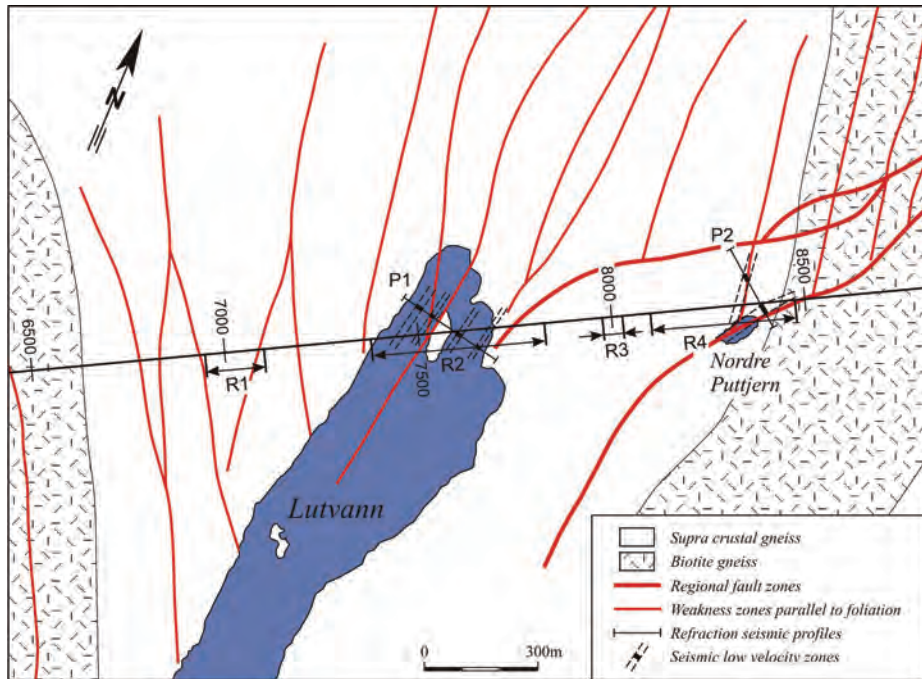 N
P2
8500
P1
8000
7000
6500
R1
R2
R3
R4
7500
Nordre
Puttjern
Lutvann
Supra crustal gneiss
Biotite gneiss
Regional fault zones
Weakness zones parallel to foliation
Refraction seismic profiles
Seismic low velocity zones
0
300m